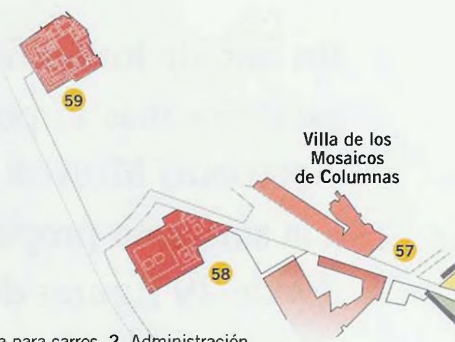 59
Villa de los
Mosaicos
de Columnas
57
58
para carros. 2. Administración